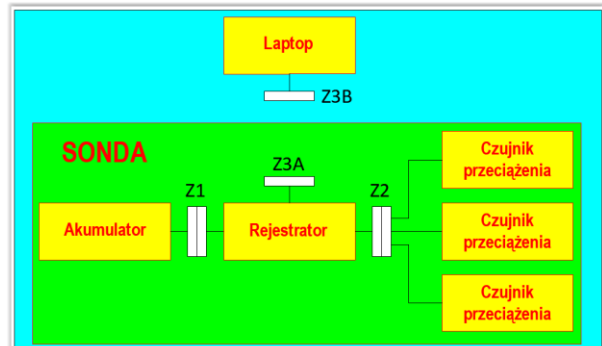 Laptop
Z3B
SONDA
Czujnik
przeciążenia
Z3A
Z1
Z2
Akumulator
Rejestrator
Czujnik
przeciążenia
Czujnik
przeciążenia